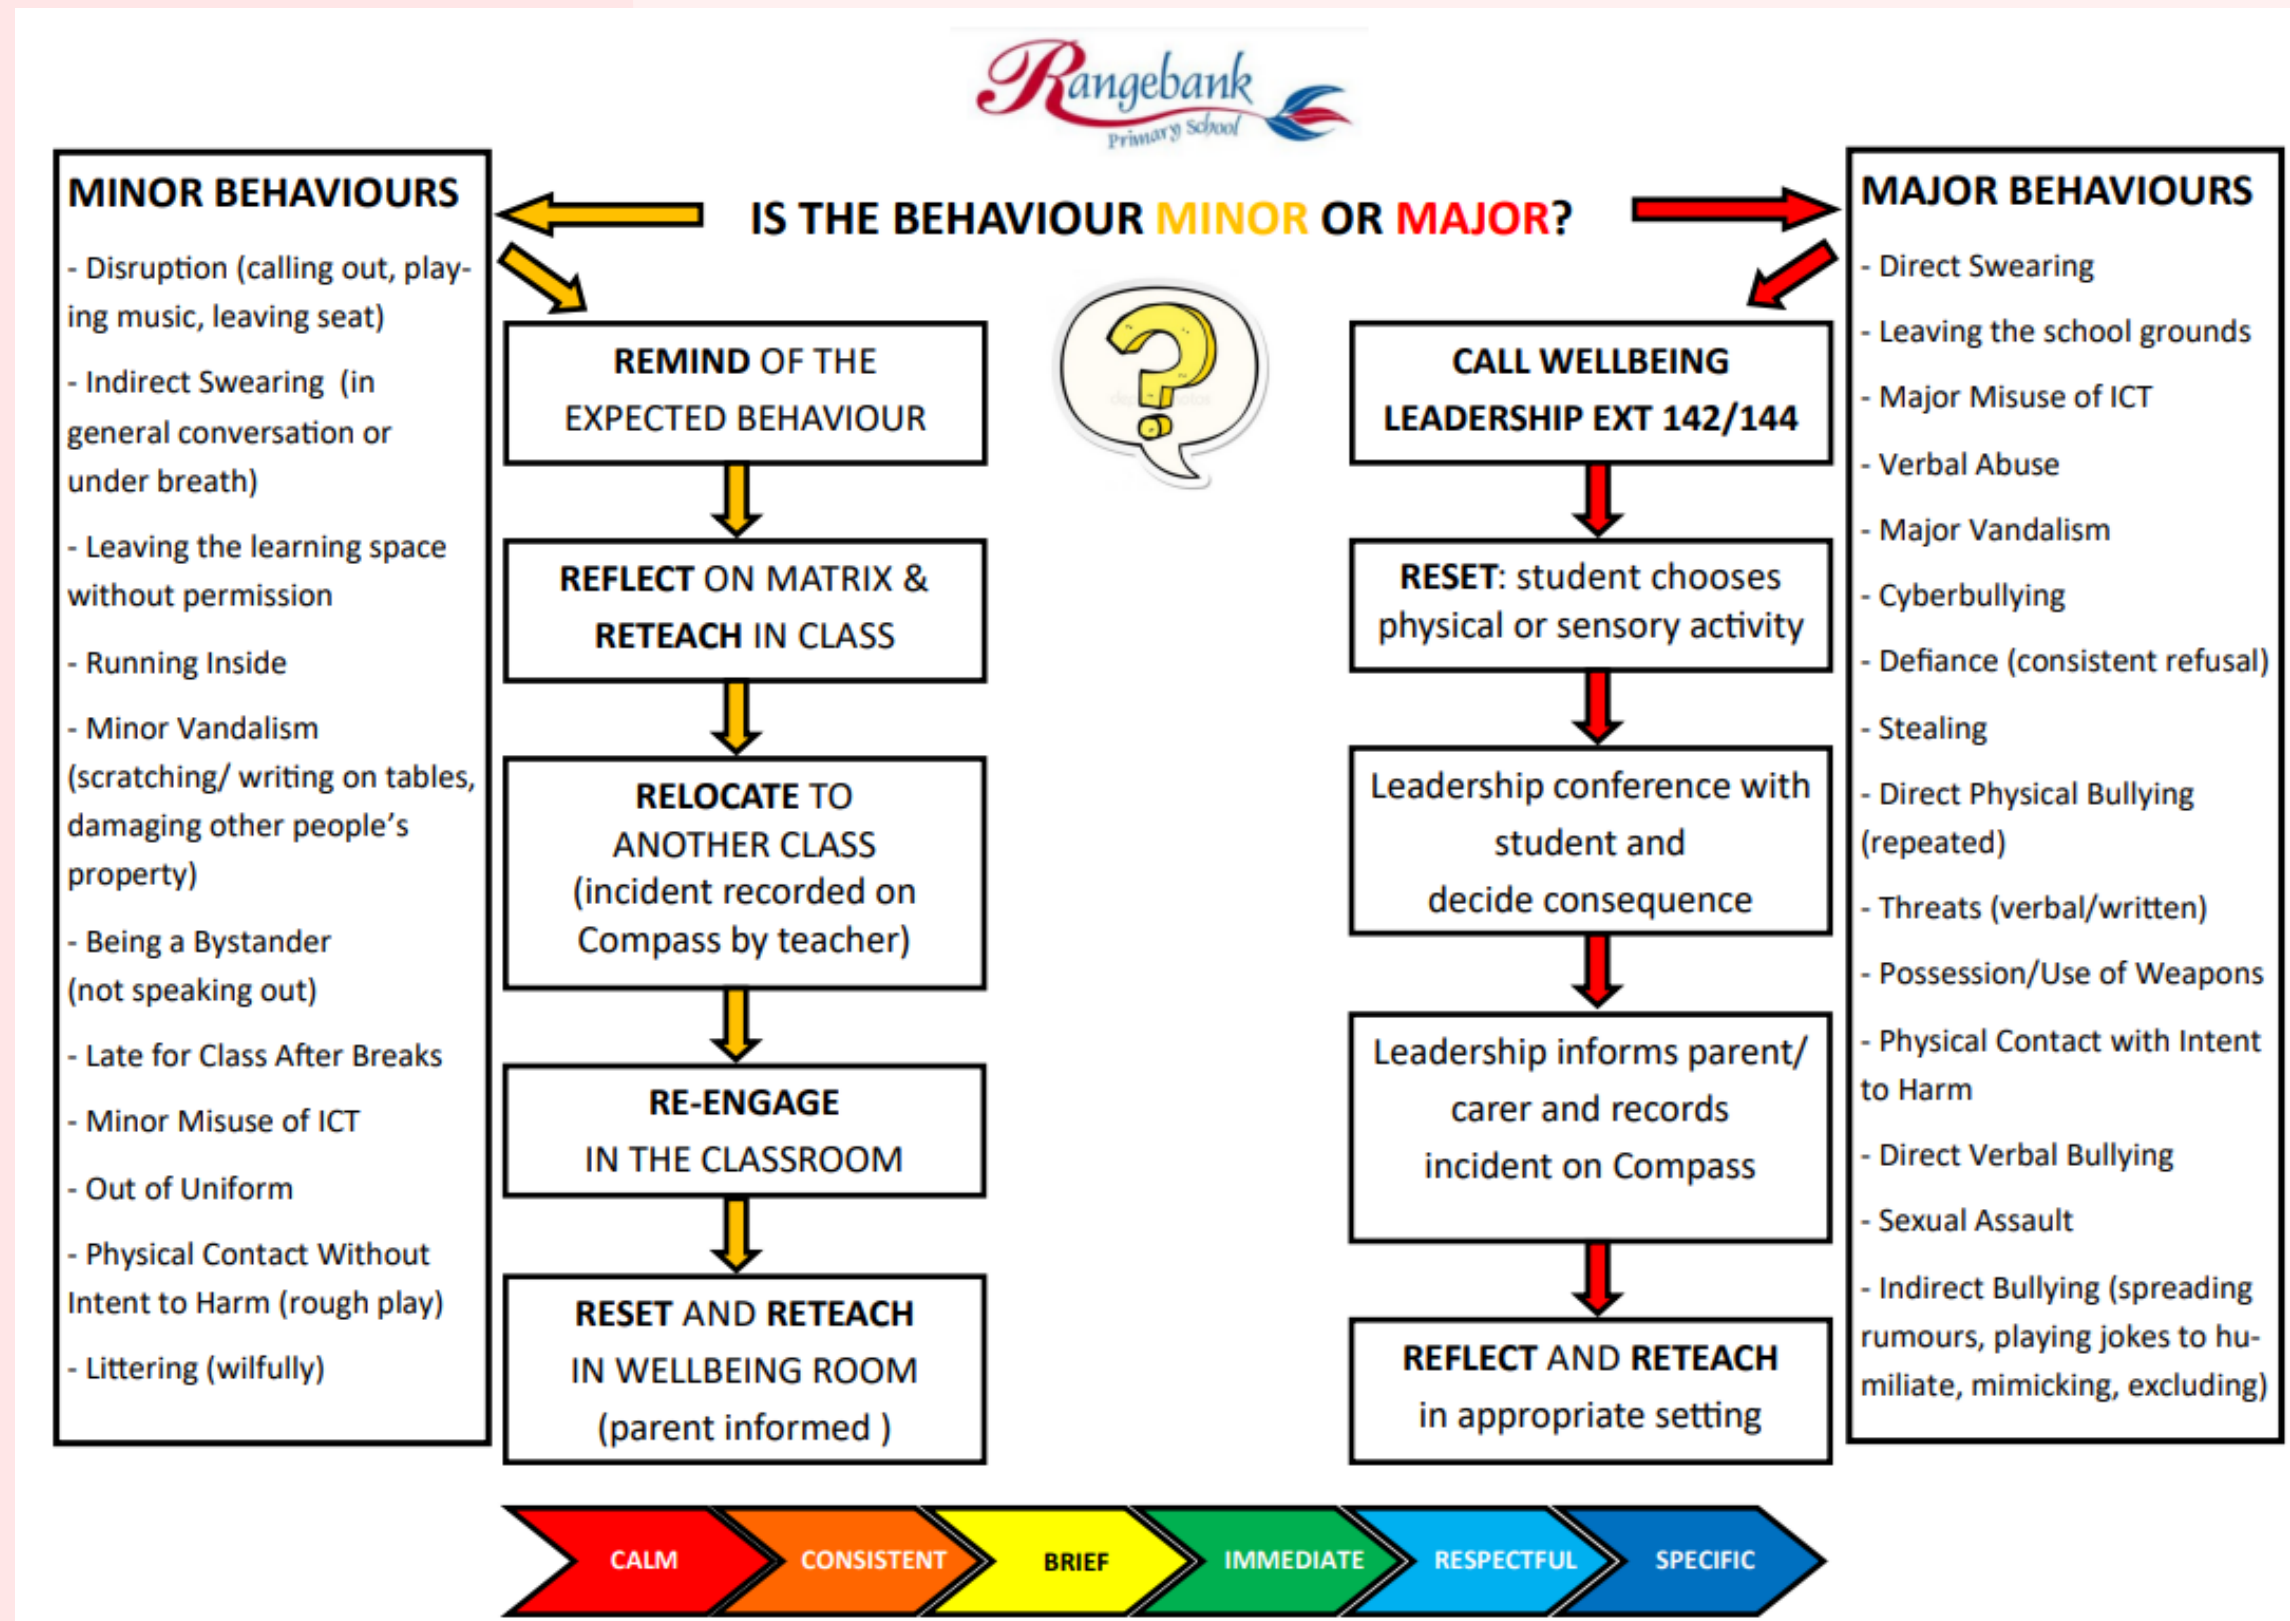 Rangebank
Primary School
IS THE BEHAVIOUR MINOR OR MAJOR?
MINOR BEHAVIOURS
- Disruption (calling out, play-
ing music, leaving seat)
- Indirect Swearing (in
general conversation or
under breath)
- Leaving the learning space
without permission
- Running Inside
- Minor Vandalism
(scratching/ writing on tables,
damaging other people's
property)
- Being a Bystander
(not speaking out)
- Late for Class After Breaks
- Minor Misuse of ICT
- Out of Uniform
- Physical Contact Without
Intent to Harm (rough play)
- Littering (wilfully)
REMIND OF THE
EXPECTED BEHAVIOUR
REFLECT ON MATRIX &
RETEACH IN CLASS
RELOCATE TO
ANOTHER CLASS
(incident recorded on
Compass by teacher)
RE-ENGAGE
IN THE CLASSROOM
RESET AND RETEACH
IN WELLBEING ROOM
(parent informed )
CALL WELLBEING
LEADERSHIP EXT 142/144
RESET: student chooses
physical or sensory activity
Leadership conference with
student and
decide consequence
Leadership informs parent/
carer and records
incident on Compass
REFLECT AND RETEACH
in appropriate setting
MAJOR BEHAVIOURS
- Direct Swearing
- Leaving the school grounds
- Major Misuse of ICT
- Verbal Abuse
- Major Vandalism
- Cyberbullying
- Defiance (consistent refusal)
- Stealing
- Direct Physical Bullying
(repeated)
- Threats (verbal/written)
- Possession/Use of Weapons
- Physical Contact with Intent
to Harm
- Direct Verbal Bullying
- Sexual Assault
- Indirect Bullying (spreading
rumours, playing jokes to hu-
miliate, mimicking, excluding)
CALM
CONSISTENT
BRIEF
IMMEDIATE
RESPECTFUL
SPECIFIC